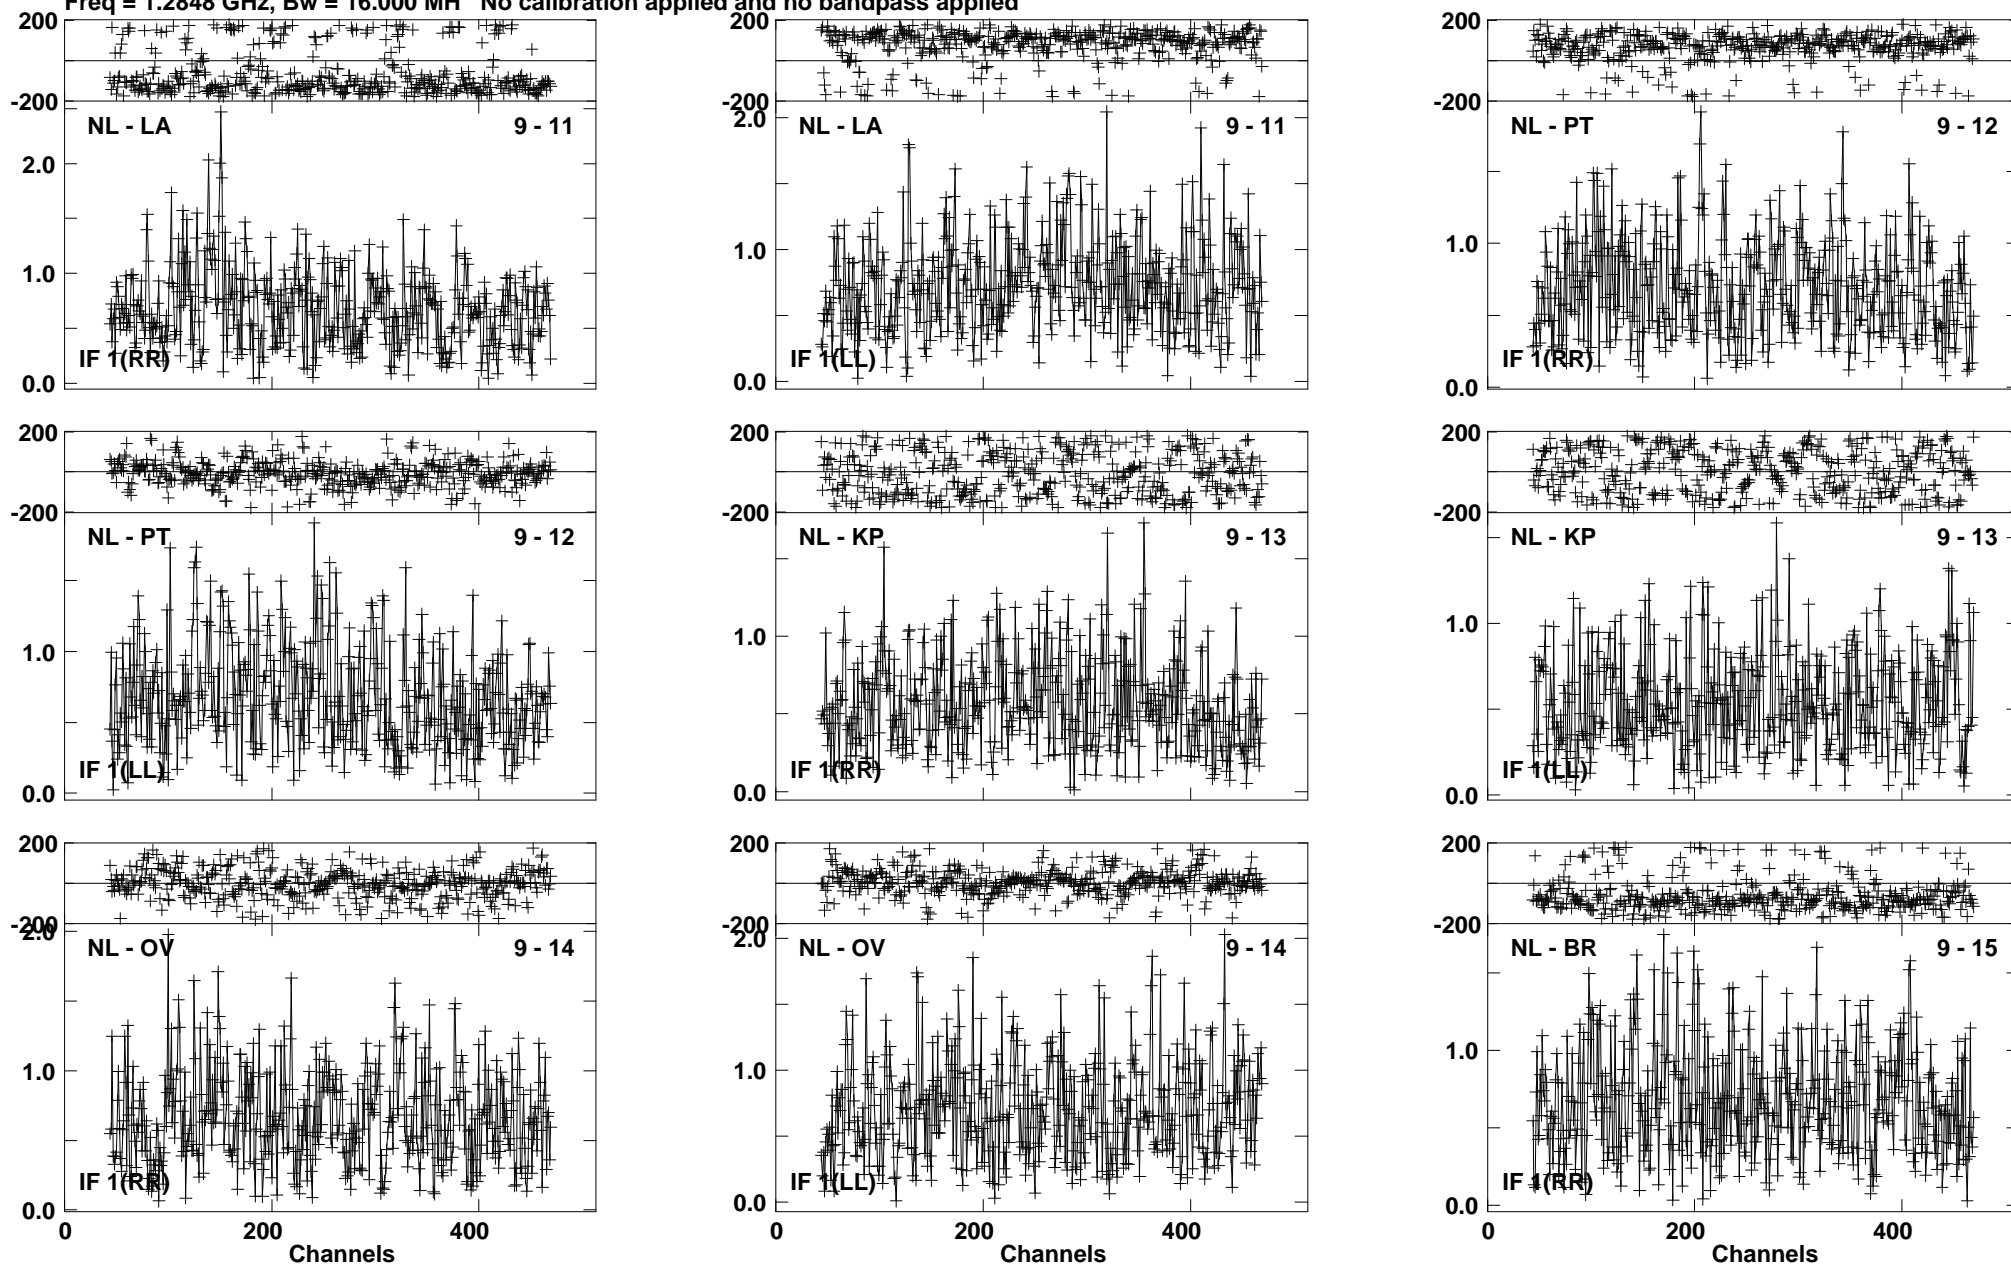 Freq = 1.2848 GHz, Bw = 16.000 MH No calibration applied and no bandpass applied
200
-200
NL - LA 9 - 11
2.0
1.0
IF 1(RR)
0.0
200
-200
2.0
NL - LA 9 - 11
1.0
IF 1(LL)
0.0
200
-200
NL - PT 9 - 12
1.0
IF 1(RR)
0.0
200
-200
NL - PT 9 - 12
1.0
IF 1(LL)
0.0
200
-200
NL - KP 9 - 13
1.0
IF 1(RR)
0.0
200
-200
NL - KP 9 - 13
1.0
IF 1(LL)
0.0
200
-200
2.0
NL - OV 9 - 14
1.0
IF 1(RR)
0.0
0 200 400
Channels
200
-200
2.0
NL - OV 9 - 14
1.0
IF 1(LL)
0.0
0 200 400
Channels
200
-200
NL - BR 9 - 15
1.0
IF 1(RR)
0.0
0 200 400
Channels